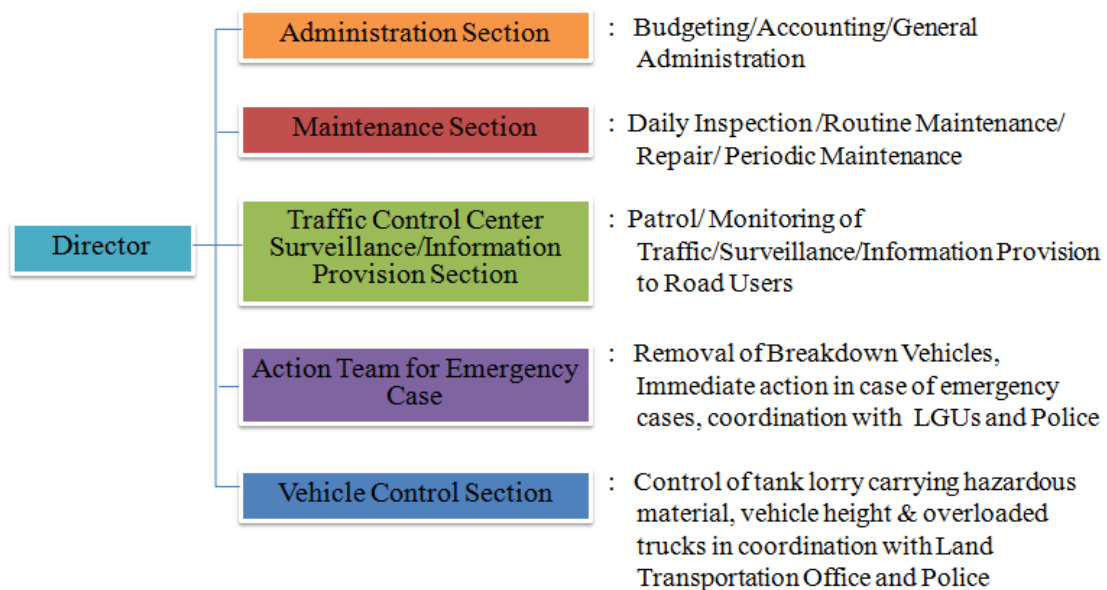 Administration Section
: Budgeting/Accounting/General
Administration
Maintenance Section
: Daily Inspection /Routine Maintenance/
Repair/ Periodic Maintenance
Director
Traffic Control Center
Surveillance/Information
Provision Section
: Patrol/ Monitoring of
Traffic/Surveillance/Information Provision
to Road Users
Action Team for Emergency
Case
: Removal of Breakdown Vehicles,
Immediate action in case of emergency
cases, coordination with LGUs and Police
Vehicle Control Section
: Control of tank lorry carrying hazardous
material, vehicle height & overloaded
trucks in coordination with Land
Transportation Office and Police